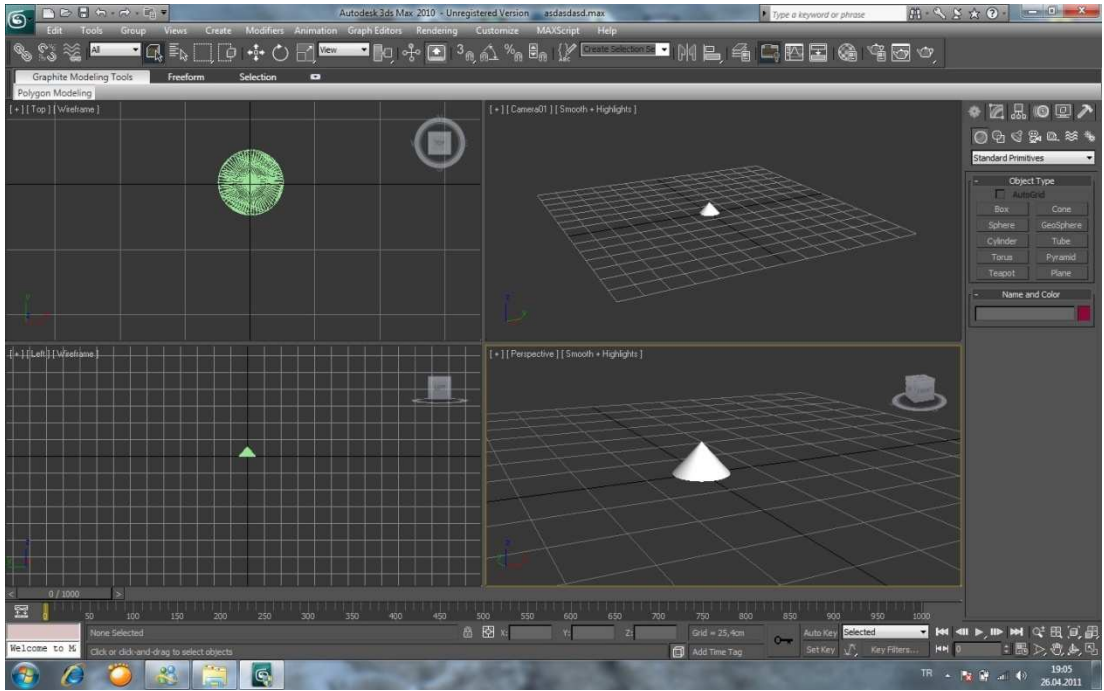 Autodesk 3ds Max 2010 - Unregistered Version asdasdasd.max
Type a keyword or phrase
Edit Tools Group Views Create Modifiers Animation Graph Editors Rendering Customize MAXScript Help
All View Create Selection Se
Graphite Modeling Tools Freeform Selection
Polygon Modeling
[ + ] [ Top ] [ Wireframe ]
[ + ] [ Camera01 ] [ Smooth + Highlights ]
Standard Primitives
- Object Type
AutoGrid
Box Cone
Sphere GeoSphere
Cylinder Tube
Torus Pyramid
Teapot Plane
- Name and Color
[ + ] [ Left ] [ Wireframe ]
[ + ] [ Perspective ] [ Smooth + Highlights ]
< 0 / 1000 >
0 50 100 150 200 250 300 350 400 450 500 550 600 650 700 750 800 850 900 950 1000
None Selected X: Y: Z: Grid = 25,4cm Auto Key Selected
Welcome to M Click or click-and-drag to select objects Add Time Tag Set Key Key Filters... 0
TR 19:05
26.04.2011